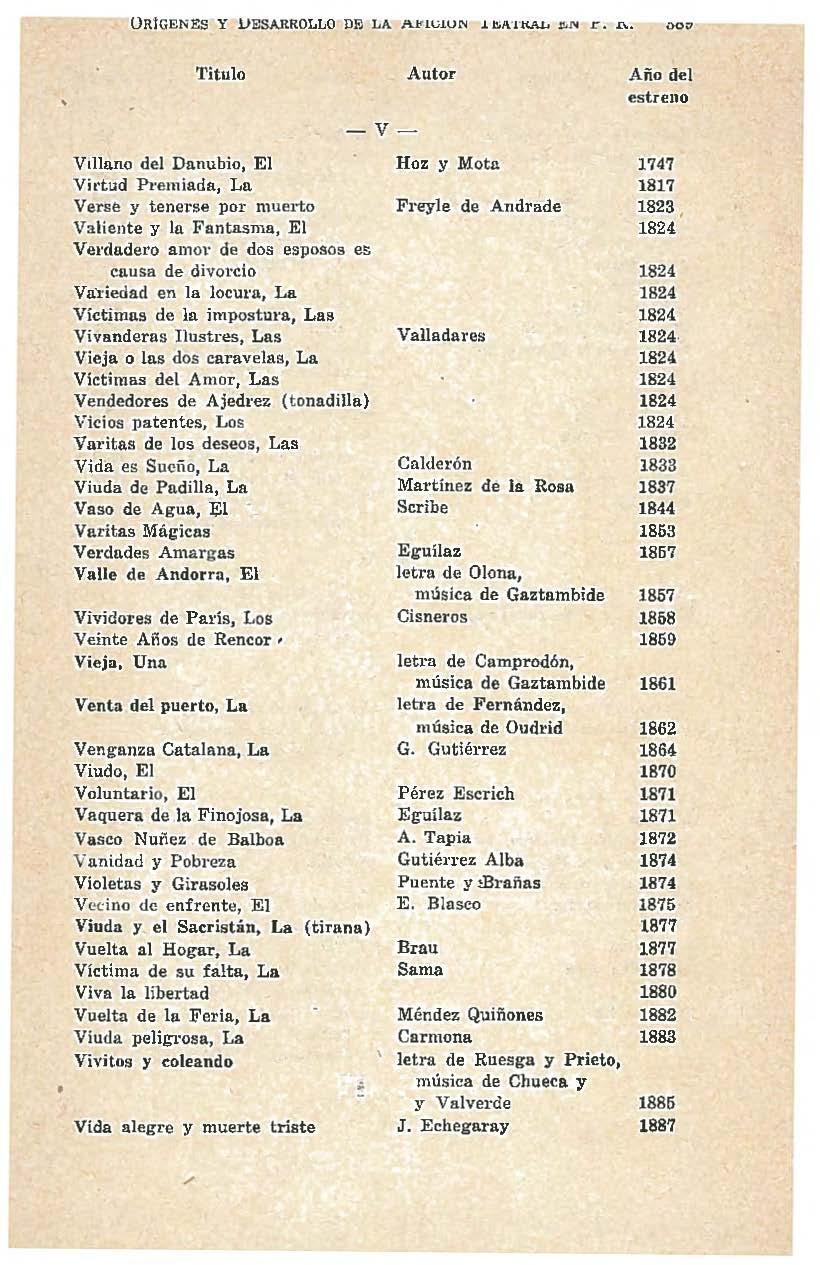 ORÍGENES Y DESARROLLO DE LA AFICION TEATRAL EN P. R.
Titulo Autor Año del
estreno
— V —
Villano del Danubio, El Hoz y Mota 1747
Virtud Premiada, La 1817
Verse y tenerse por muerto Freyle de Andrade 1823
Valiente y la Fantasma, El 1824
Verdadero amor de dos esposos es
causa de divorcio 1824
Variedad en la locura, La 1824
Víctimas de la impostura, Las 1824
Vivanderas Ilustres, Las Valladares 1824
Vieja o las dos caravelas, La 1824
Víctimas del Amor, Las 1824
Vendedores de Ajedrez (tonadilla) 1824
Vicios patentes, Los 1824
Varitas de los deseos, Las 1832
Vida es Sueño, La Calderón 1833
Viuda de Padilla, La Martínez de la Rosa 1837
Vaso de Agua, El Scribe 1844
Varitas Mágicas 1853
Verdades Amargas Eguílaz 1857
Valle de Andorra, El letra de Olona,
música de Gaztambide 1857
Vividores de París, Los Cisneros 1858
Veinte Años de Rencor 1859
Vieja, Una letra de Camprodón,
música de Gaztambide 1861
Venta del puerto, La letra de Fernández,
música de Oudrid 1862
Venganza Catalana, La G. Gutiérrez 1864
Viudo, El 1870
Voluntario, El Pérez Escrich 1871
Vaquera de la Finojosa, La Eguílaz 1871
Vasco Nuñez de Balboa A. Tapia 1872
Vanidad y Pobreza Gutiérrez Alba 1874
Violetas y Girasoles Puente y Brañas 1874
Vecino de enfrente, El E. Blasco 1875
Viuda y el Sacristán, La (tirana) 1877
Vuelta al Hogar, La Brau 1877
Víctima de su falta, La Sama 1878
Viva la libertad 1880
Vuelta de la Feria, La Méndez Quiñones 1882
Viuda peligrosa, La Carmona 1883
Vivitos y coleando letra de Ruesga y Prieto,
música de Chueca y
y Valverde 1885
Vida alegre y muerte triste J. Echegaray 1887